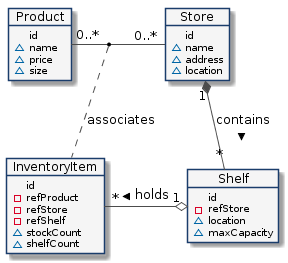 Product
id
name
price
size
0..*
0..*
Store
id
name
address
location
1
contains
associates
*
InventoryItem
id
refProduct
refStore
refShelf
stockCount
shelfCount
* holds 1
Shelf
id
refStore
location
maxCapacity